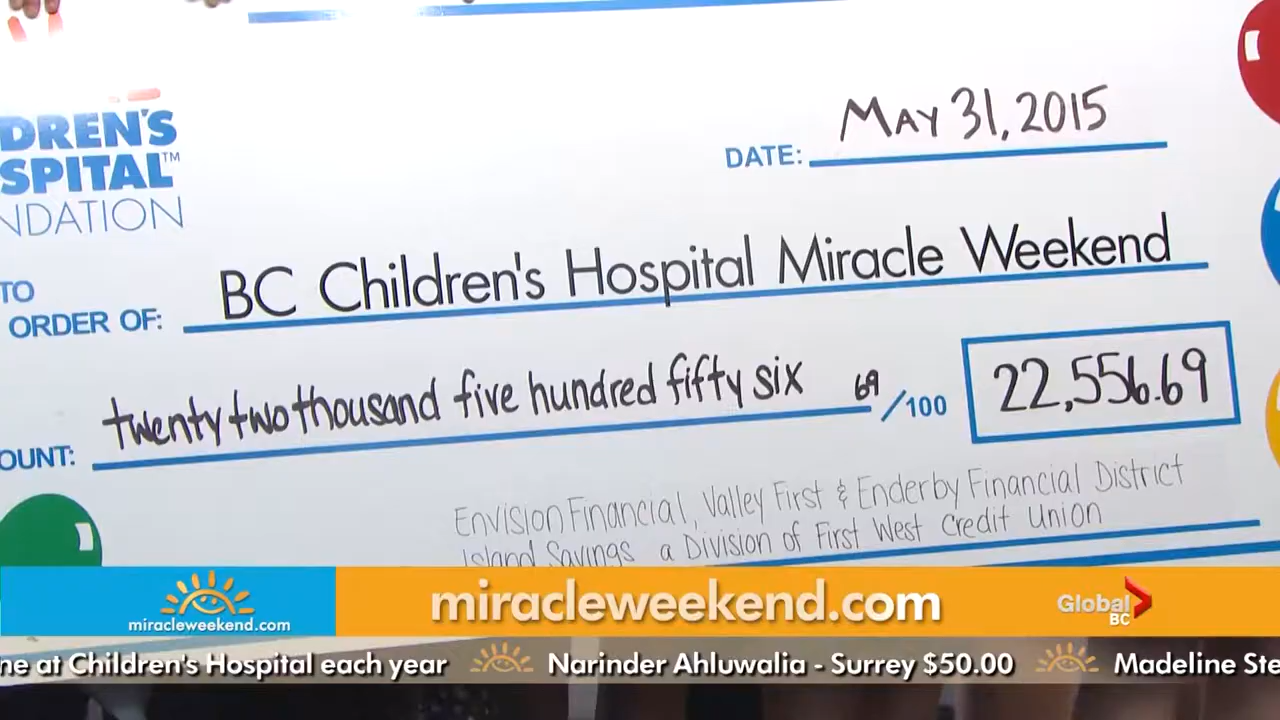 DREN'S
SPITAL™
NDATION
DATE: MAY 31, 2015
TO
ORDER OF: BC Children's Hospital Miracle Weekend
OUNT: twenty two thousand five hundred fifty six 69 /100 22,556.69
Envision Financial, Valley First & Enderby Financial District
Island Savings a Division of First West Credit Union
miracleweekend.com
miracleweekend.com
Global BC
ne at Children's Hospital each year Narinder Ahluwalia - Surrey $50.00 Madeline Ste